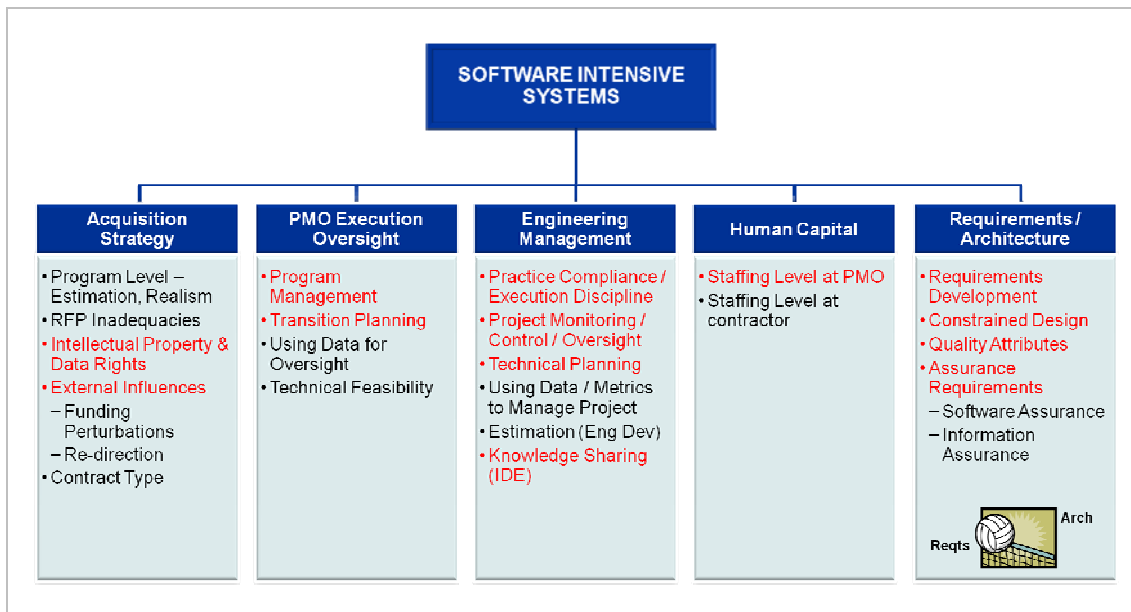 SOFTWARE INTENSIVE
SYSTEMS
Acquisition
Strategy
• Program Level –
Estimation, Realism
• RFP Inadequacies
• Intellectual Property &
Data Rights
• External Influences
– Funding
Perturbations
– Re-direction
• Contract Type
PMO Execution
Oversight
• Program
Management
• Transition Planning
• Using Data for
Oversight
• Technical Feasibility
Engineering
Management
• Practice Compliance /
Execution Discipline
• Project Monitoring /
Control / Oversight
• Technical Planning
• Using Data / Metrics
to Manage Project
• Estimation (Eng Dev)
• Knowledge Sharing
(IDE)
Human Capital
• Staffing Level at PMO
• Staffing Level at
contractor
Requirements /
Architecture
• Requirements
Development
• Constrained Design
• Quality Attributes
• Assurance
Requirements
– Software Assurance
– Information
Assurance
Arch
Reqts